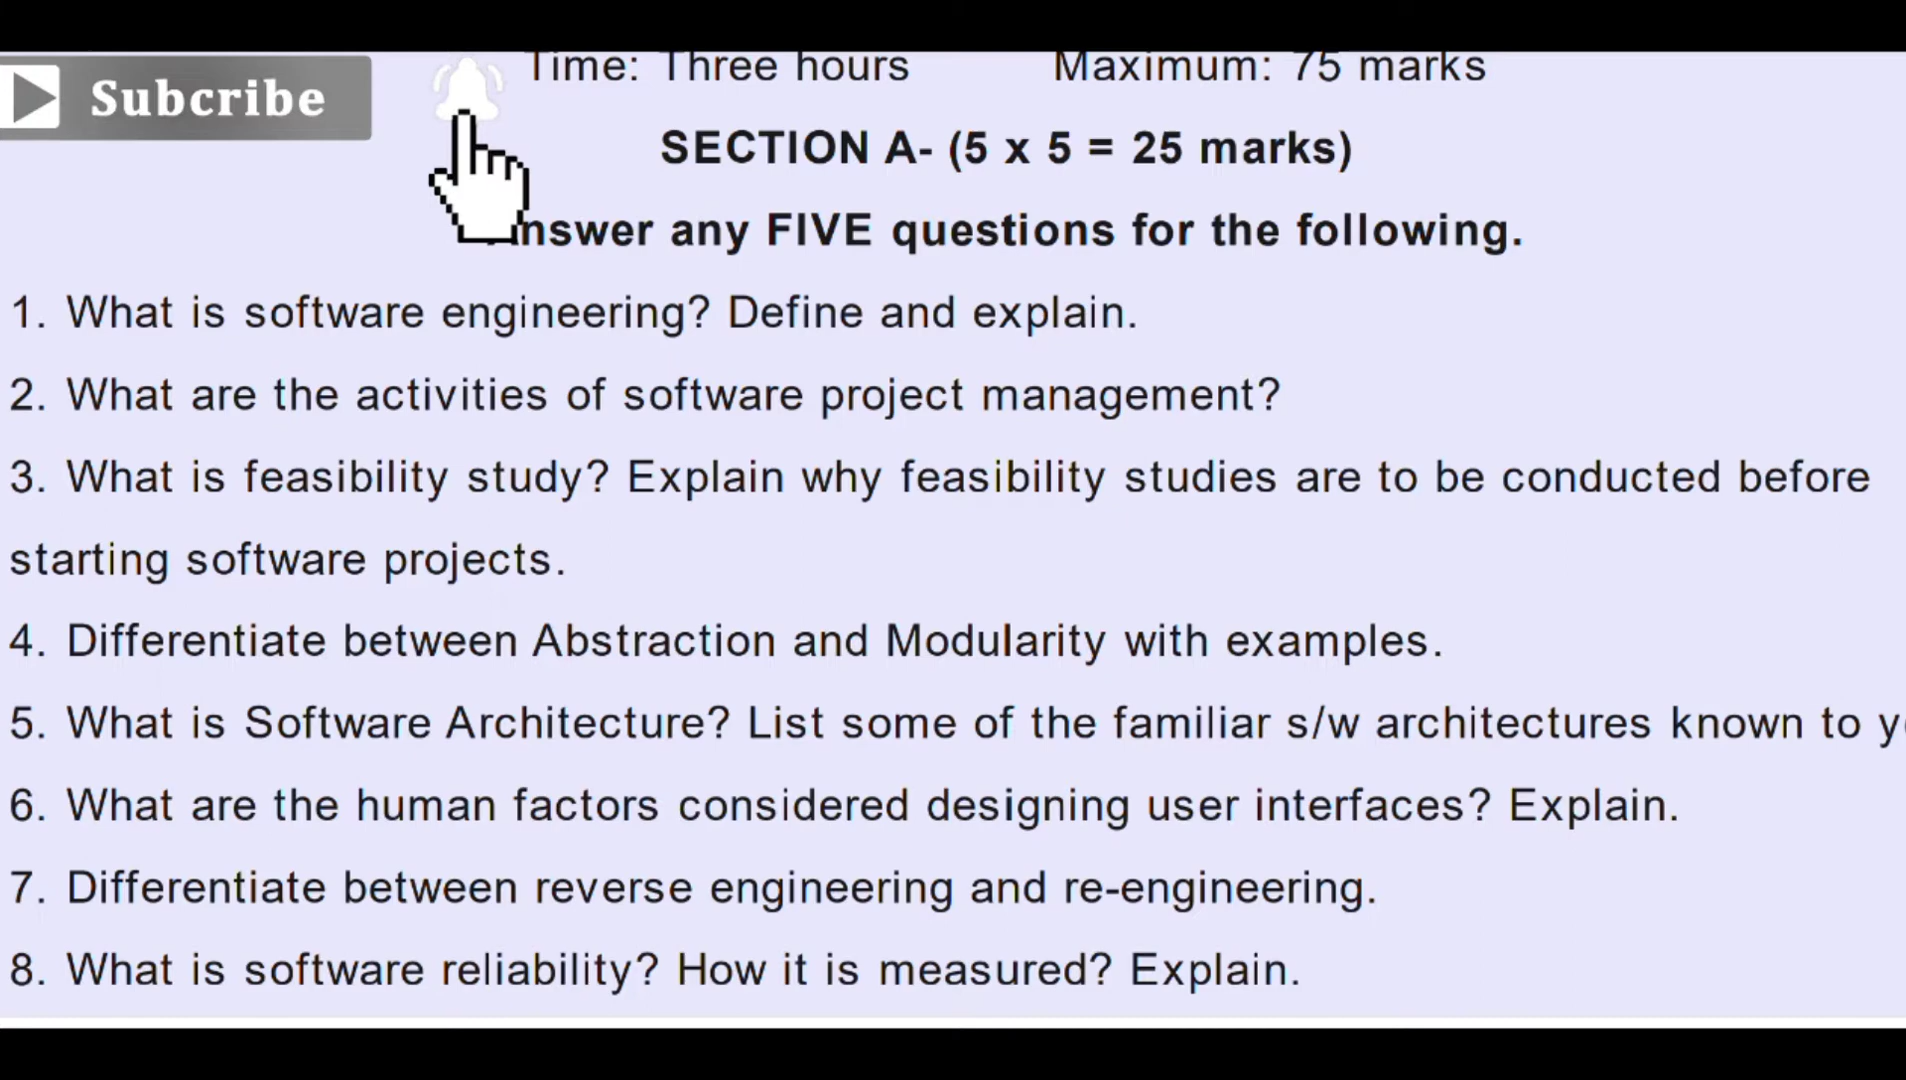 Subcribe
Time: Three hours Maximum: 75 marks
SECTION A- (5 x 5 = 25 marks)
nswer any FIVE questions for the following.
1. What is software engineering? Define and explain.
2. What are the activities of software project management?
3. What is feasibility study? Explain why feasibility studies are to be conducted before
starting software projects.
4. Differentiate between Abstraction and Modularity with examples.
5. What is Software Architecture? List some of the familiar s/w architectures known to
6. What are the human factors considered designing user interfaces? Explain.
7. Differentiate between reverse engineering and re-engineering.
8. What is software reliability? How it is measured? Explain.